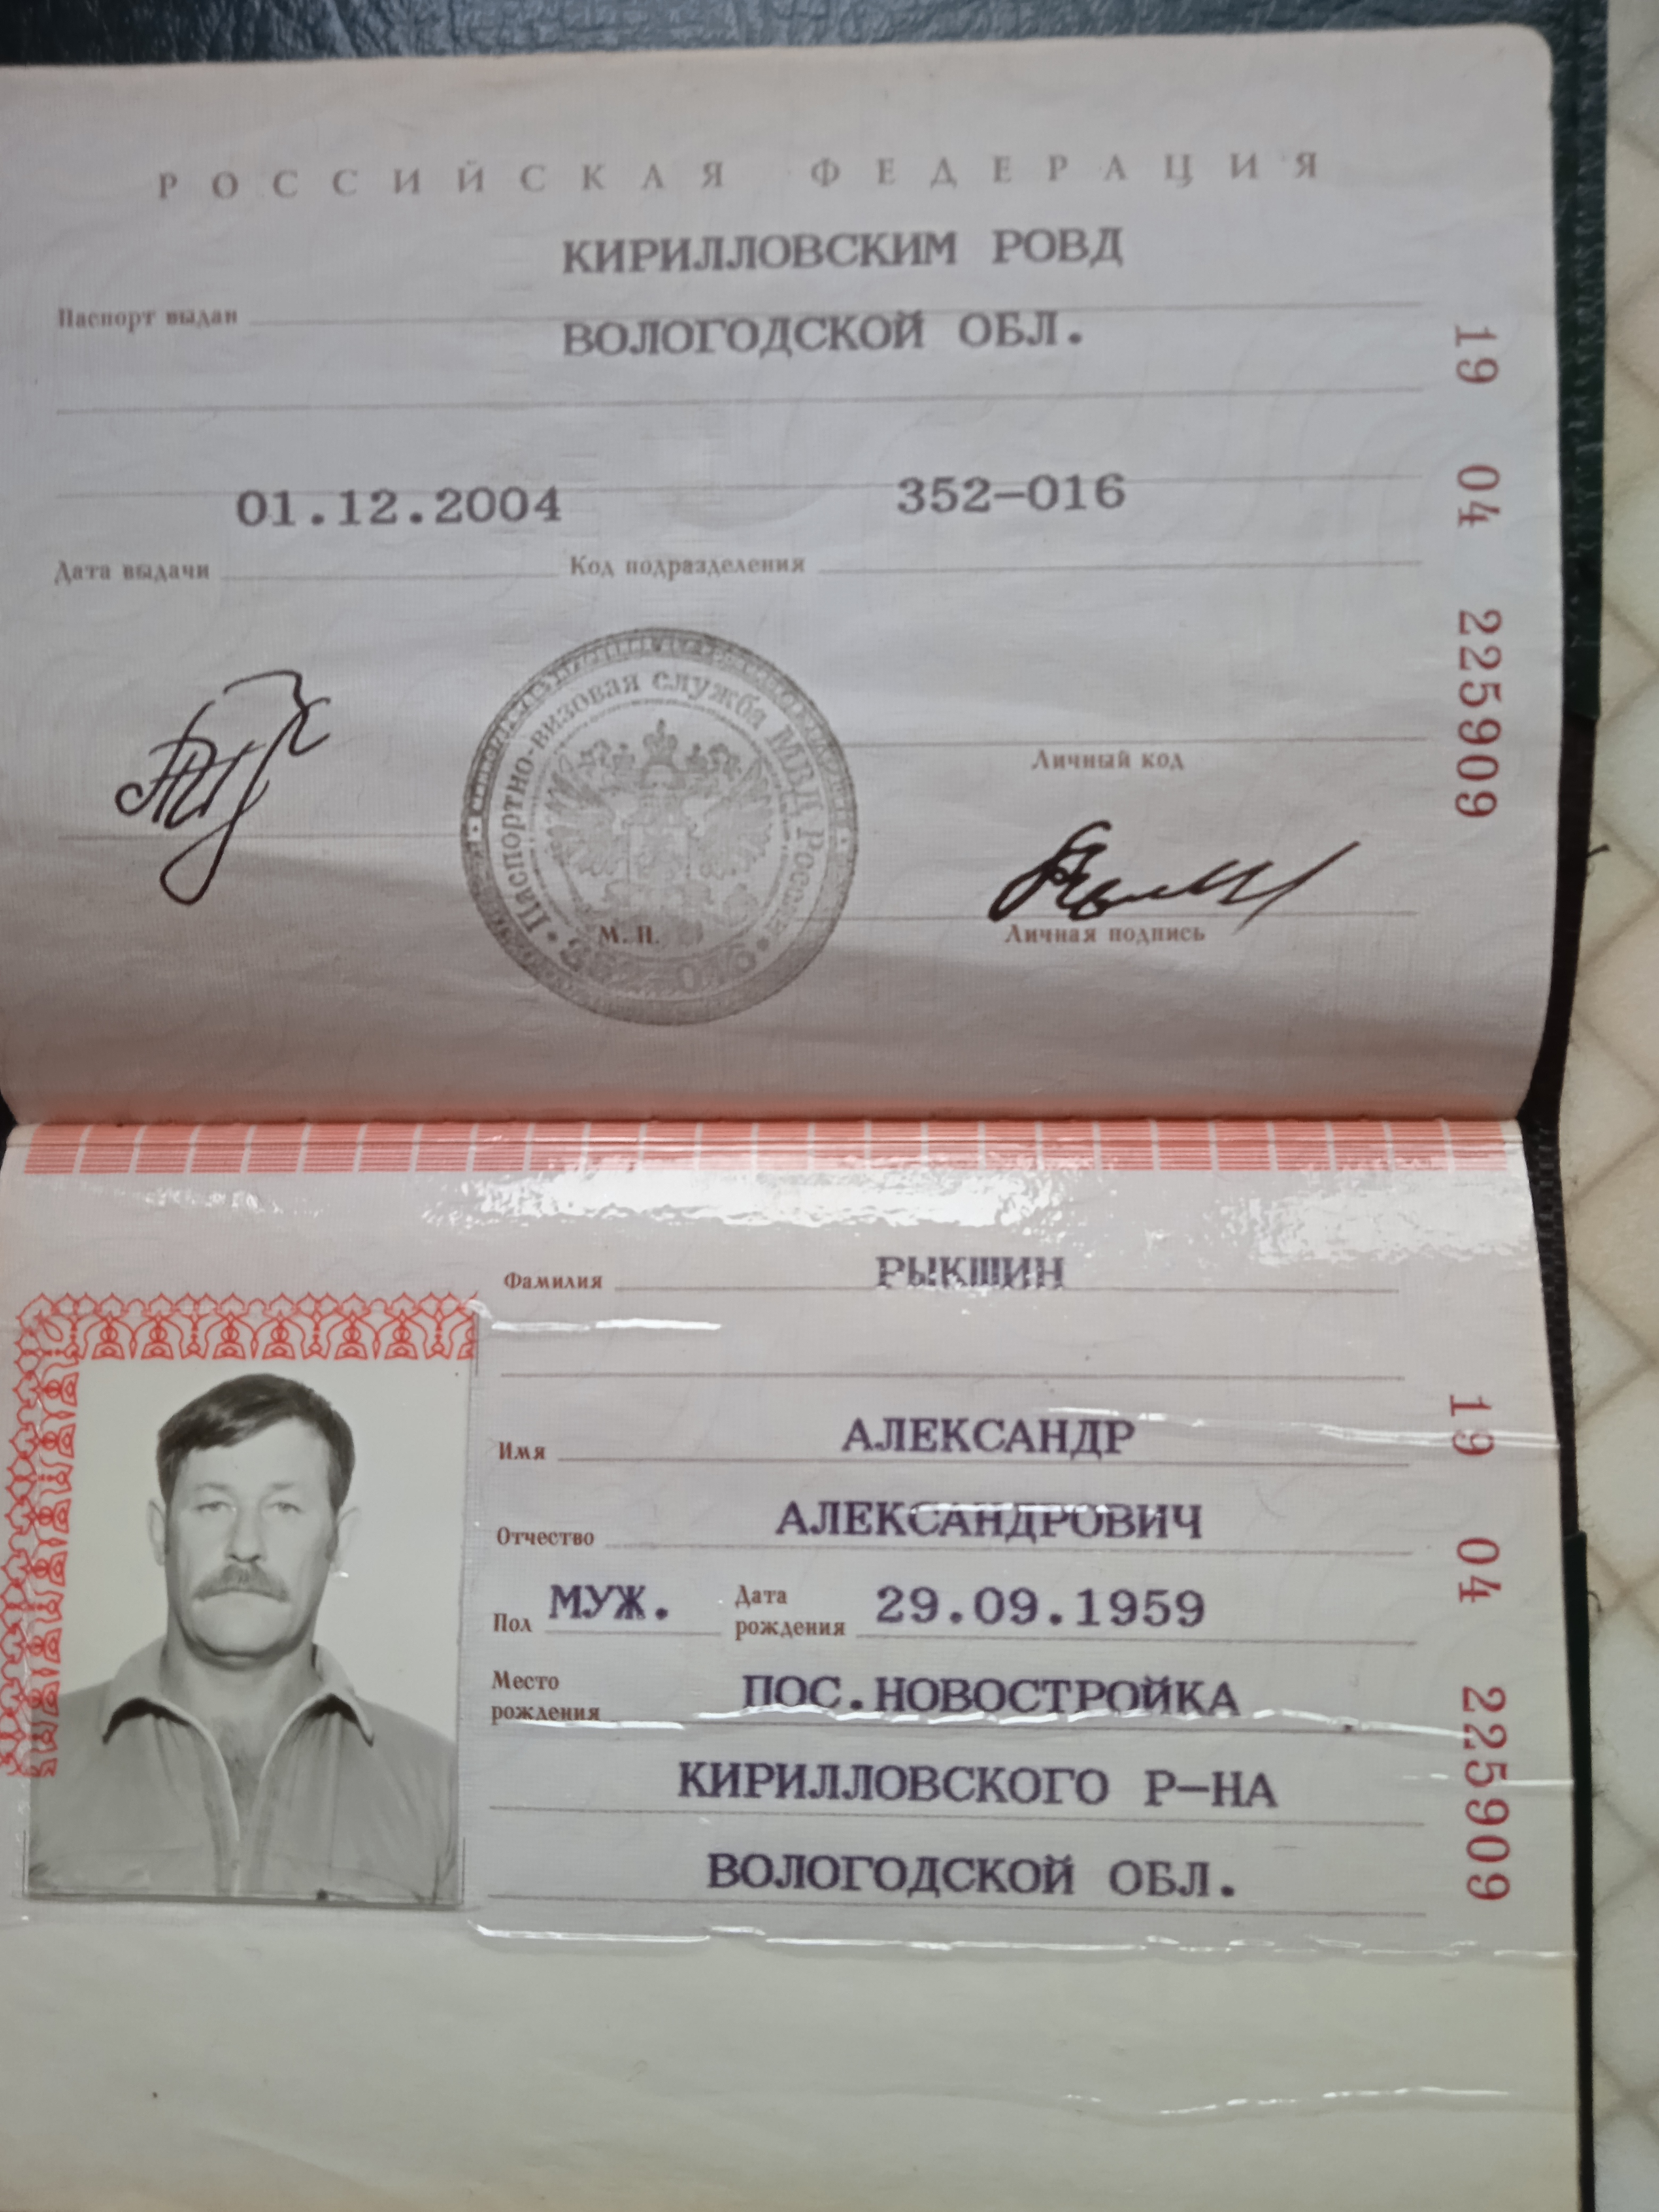 РОССИЙСКАЯ ФЕДЕРАЦИЯ
КИРИЛЛОВСКИМ РОВД
Паспорт выдан
ВОЛОГОДСКОЙ ОБЛ.
01.12.2004 352-016
Дата выдачи Код подразделения
Паспортно-визовая служба МВД России
352-016
Личный код
М. П.
Личная подпись
19 04 225909
Фамилия РЫКШИН
Имя АЛЕКСАНДР
Отчество АЛЕКСАНДРОВИЧ
Пол МУЖ. Дата рождения 29.09.1959
Место рождения ПОС.НОВОСТРОЙКА
КИРИЛЛОВСКОГО Р-НА
ВОЛОГОДСКОЙ ОБЛ.
19 04 225909